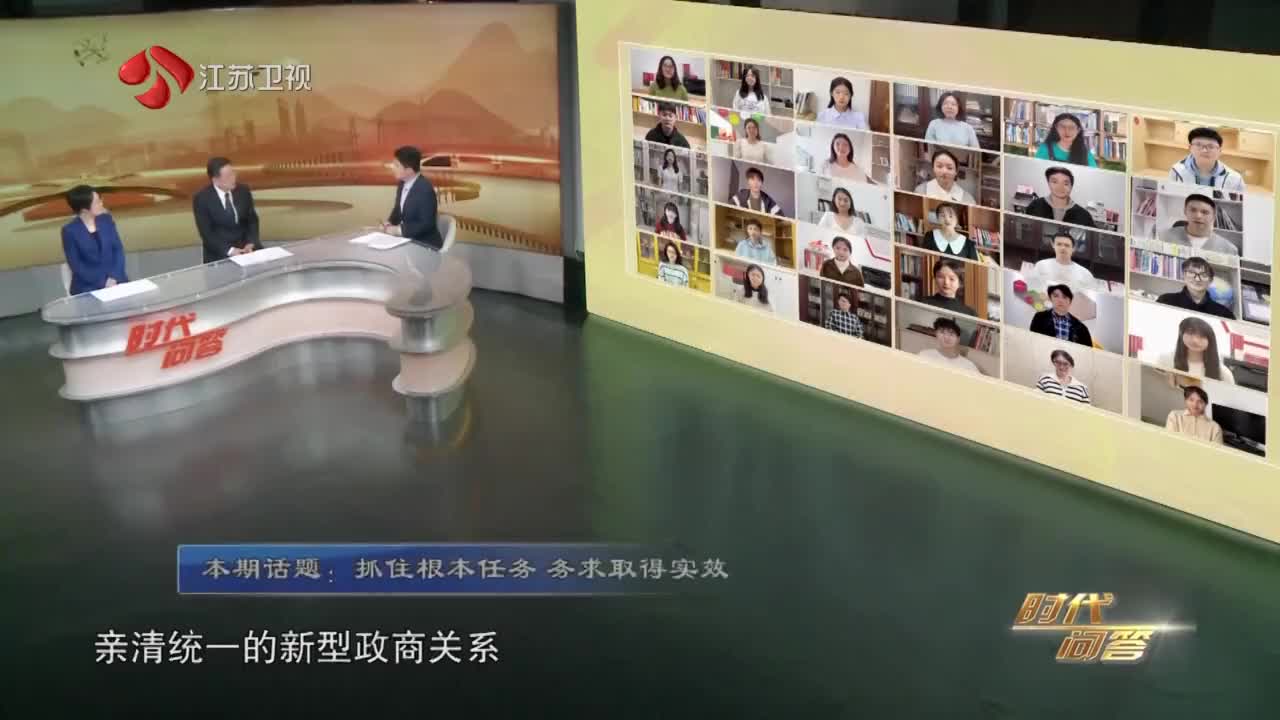 江苏卫视
时代
问答
本期话题：抓住根本任务 务求取得实效
亲清统一的新型政商关系
时代
问答